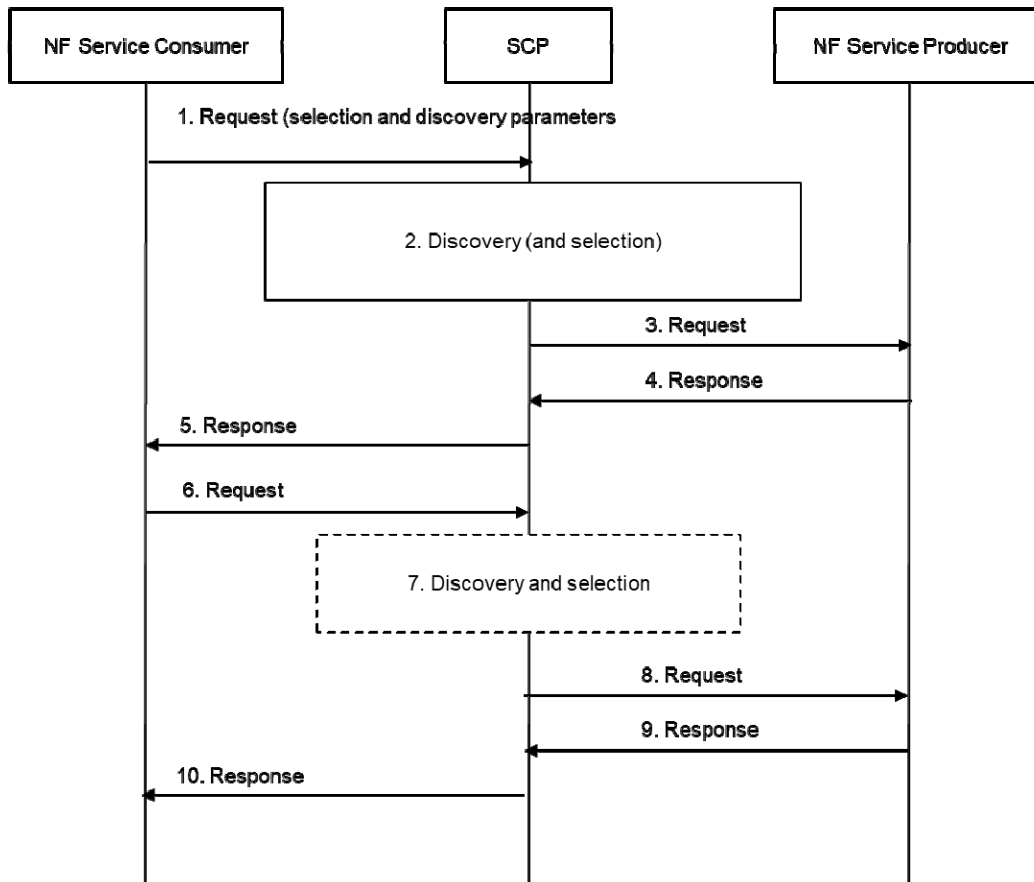 NF Service Consumer
SCP
NF Service Producer
1. Request (selection and discovery parameters
2. Discovery (and selection)
3. Request
4. Response
5. Response
6. Request
7. Discovery and selection
8. Request
9. Response
10. Response